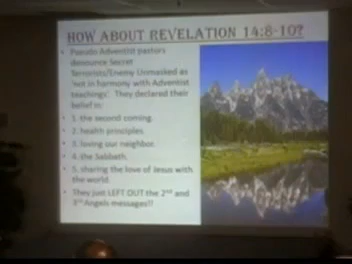 How about Revelation 14:8-10?
• Pseudo Adventist pastors
denounce Secret
Terrorists/Enemy Unmasked as
'not in harmony with Adventist
teachings'. They declared their
belief in:
• 1. the second coming.
• 2. health principles
• 3. loving our neighbor.
• 4. the Sabbath.
• 5. sharing the love of Jesus with
the world
• They just LEFT OUT the 2nd and
3rd Angels messages!!